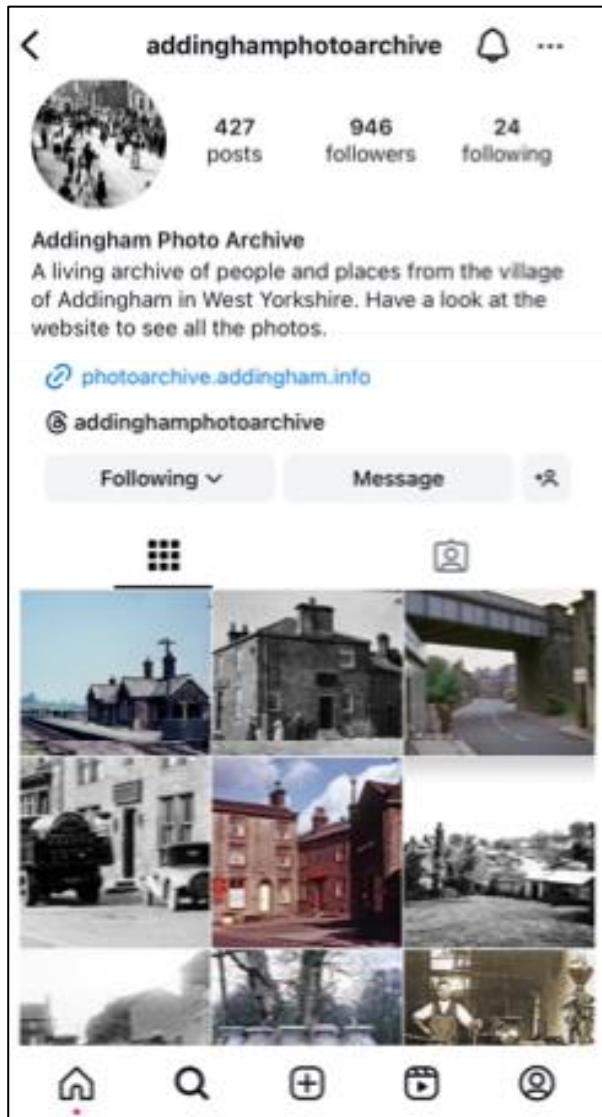 addinghamphotoarchive
427 946 24
posts followers following
Addingham Photo Archive
A living archive of people and places from the village
of Addingham in West Yorkshire. Have a look at the
website to see all the photos.
photoarchive.addingham.info
addinghamphotoarchive
Following Message